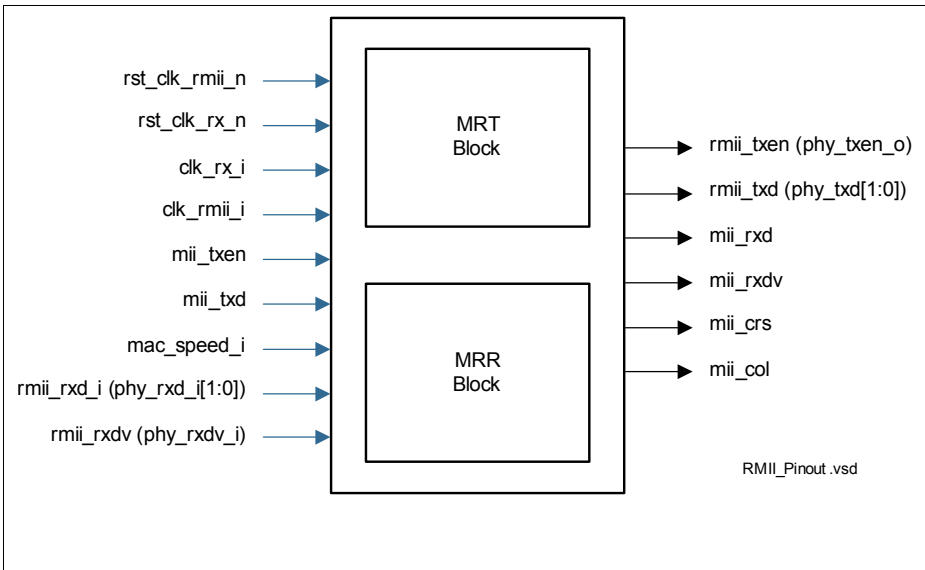 rst_clk_rmii_n
rst_clk_rx_n
clk_rx_i
clk_rmii_i
mii_txen
mii_txd
mac_speed_i
rmii_rxd_i (phy_rxd_i[1:0])
rmii_rxdv (phy_rxdv_i)
MRT
Block
MRR
Block
rmii_txen (phy_txen_o)
rmii_txd (phy_txd[1:0])
mii_rxd
mii_rxdv
mii_crs
mii_col
RMII_Pinout.vsd